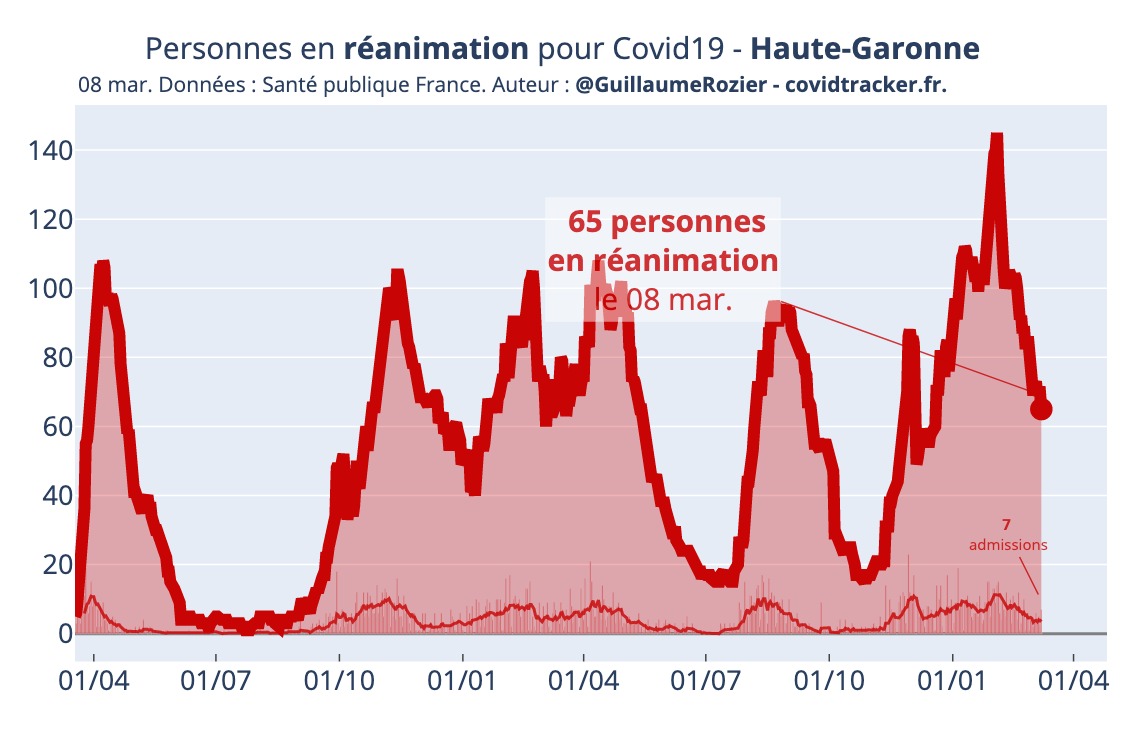 Personnes en réanimation pour Covid19 - Haute-Garonne
08 mar. Données : Santé publique France. Auteur : @GuillaumeRozier - covidtracker.fr.
140
120
100
80
60
40
20
0
65 personnes
en réanimation
le 08 mar.
7
admissions
01/04 01/07 01/10 01/01 01/04 01/07 01/10 01/01 01/04